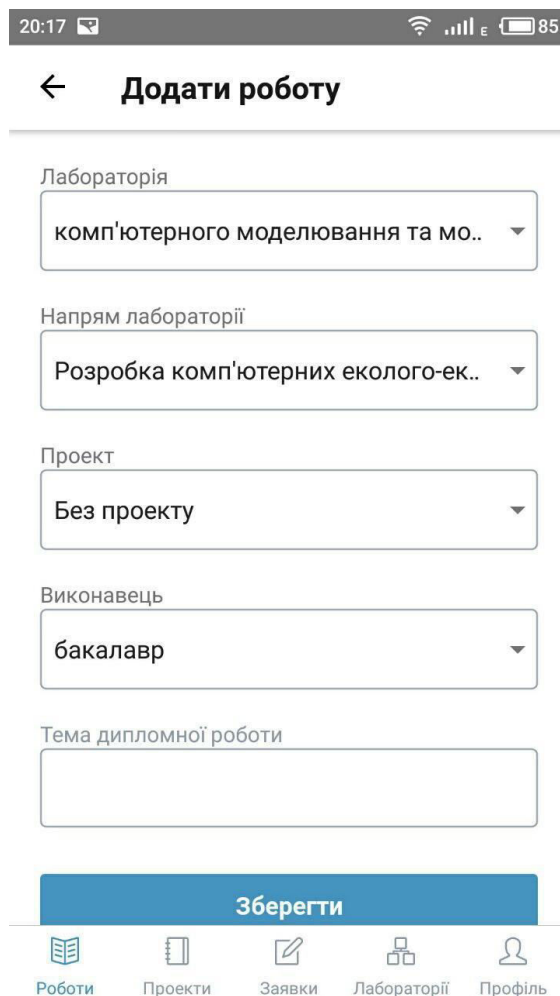 20:17 E 85
Додати роботу
Лабораторія
комп'ютерного моделювання та мо..
Напрям лабораторії
Розробка комп'ютерних еколого-ек..
Проект
Без проекту
Виконавець
бакалавр
Тема дипломної роботи
Зберегти
Роботи Проекти Заявки Лабораторії Профіль